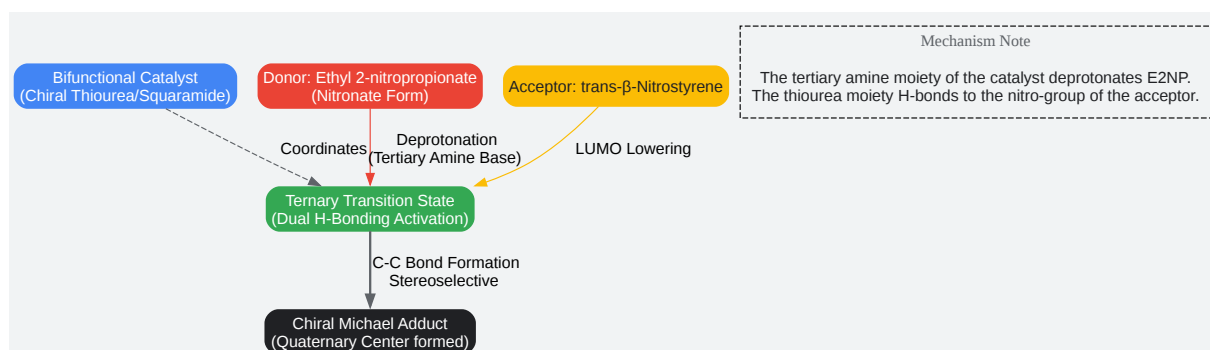 Mechanism Note
Bifunctional Catalyst
(Chiral Thiourea/Squaramide)
Donor: Ethyl 2-nitropropionate
(Nitronate Form)
Acceptor: trans-β-Nitrostyrene
The tertiary amine moiety of the catalyst deprotonates E2NP.
The thiourea moiety H-bonds to the nitro-group of the acceptor.
Coordinates
Deprotonation
(Tertiary Amine Base)
LUMO Lowering
Ternary Transition State
(Dual H-Bonding Activation)
C-C Bond Formation
Stereoselective
Chiral Michael Adduct
(Quaternary Center formed)